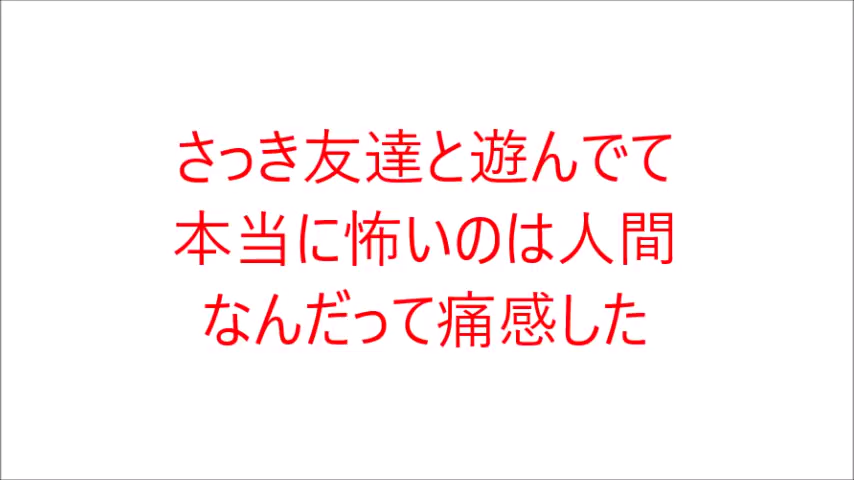 さっき友達と遊んでて
本当に怖いのは人間
なんだって痛感した